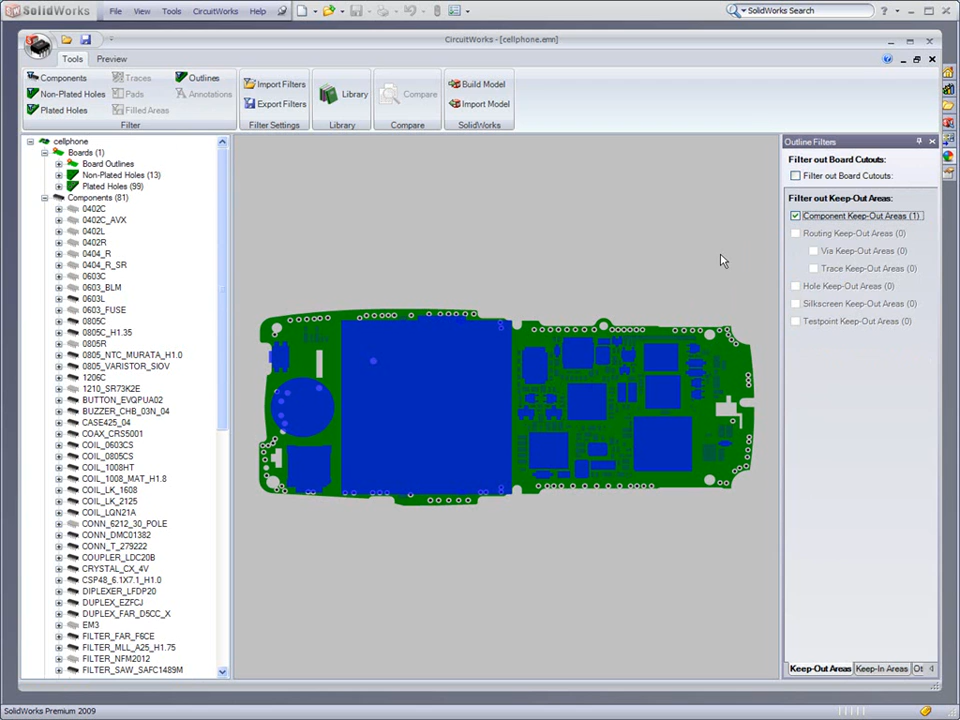 SolidWorks File View Tools CircuitWorks Help SolidWorks Search
CircuitWorks - [cellphone.emn]
Tools Preview
Components Traces Outlines Import Filters Library Compare Build Model
Non-Plated Holes Pads Annotations Export Filters Import Model
Plated Holes Filled Areas
Filter Filter Settings Library Compare SolidWorks
cellphone
Boards (1)
Board Outlines
Non-Plated Holes (13)
Plated Holes (99)
Components (81)
0402C
0402C_AVX
0402L
0402R
0404_R
0404_R_SR
0603C
0603_BLM
0603L
0603_FUSE
0805C
0805C_H1.35
0805R
0805_NTC_MURATA_H1.0
0805_VARISTOR_SIOV
1206C
1210_SR73K2E
BUTTON_EVQPUA02
BUZZER_CHB_03N_04
CASE425_04
COAX_CRS5001
COIL_0603CS
COIL_0805CS
COIL_1008HT
COIL_1008_MAT_H1.8
COIL_LK_1608
COIL_LK_2125
COIL_LQN21A
CONN_6212_30_POLE
CONN_DMC01382
CONN_T_279222
COUPLER_LDC20B
CRYSTAL_CX_4V
CSP48_6.1X7.1_H1.0
DIPLEXER_LFDP20
DUPLEX_EZFCJ
DUPLEX_FAR_D5CC_X
EM3
FILTER_FAR_F6CE
FILTER_MLL_A25_H1.75
FILTER_NFM2012
FILTER_SAW_SAFC1489M
Outline Filters
Filter out Board Cutouts:
Filter out Board Cutouts:
Filter out Keep-Out Areas:
Component Keep-Out Areas (1)
Routing Keep-Out Areas (0)
Via Keep-Out Areas (0)
Trace Keep-Out Areas (0)
Hole Keep-Out Areas (0)
Silkscreen Keep-Out Areas (0)
Testpoint Keep-Out Areas (0)
Keep-Out Areas Keep-In Areas Ot
SolidWorks Premium 2009